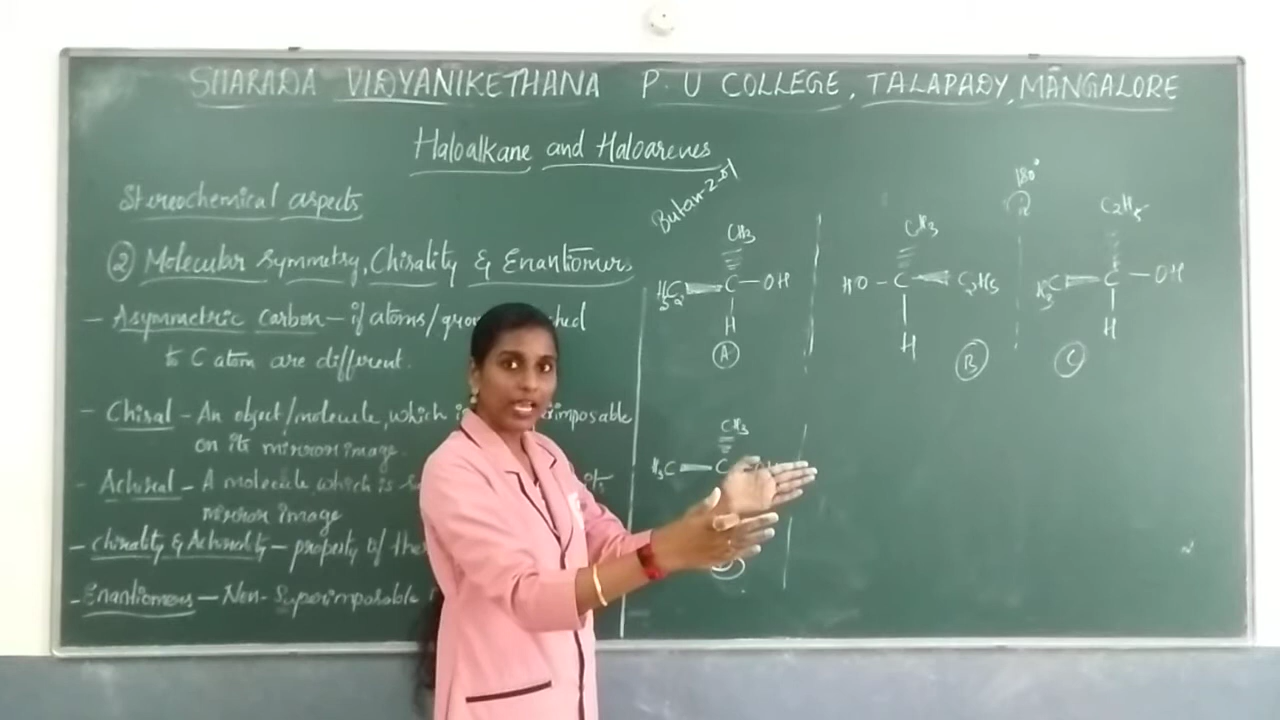 SHARADA VIDYANIKETHANA P.U COLLEGE, TALAPADY, MANGALORE
Haloalkane and Haloarenes
Stereochemical aspects
② Molecular symmetry, Chirality & Enantiomers
- Asymmetric Carbon - if atoms/
to C atom are different.
- Chiral - An object/molecule, which
on its mirror image.
- Achiral - A molecule, which is
mirror image
- Chirality & Achirality - property of
- Enantiomers - Non-Superimposable
Butan-2-ol
CH3
H5C2 C - OH
H
A
CH3
HO - C C2H5
H
B
180°
C2H5
H3C C - OH
H
C
CH3
H3C C